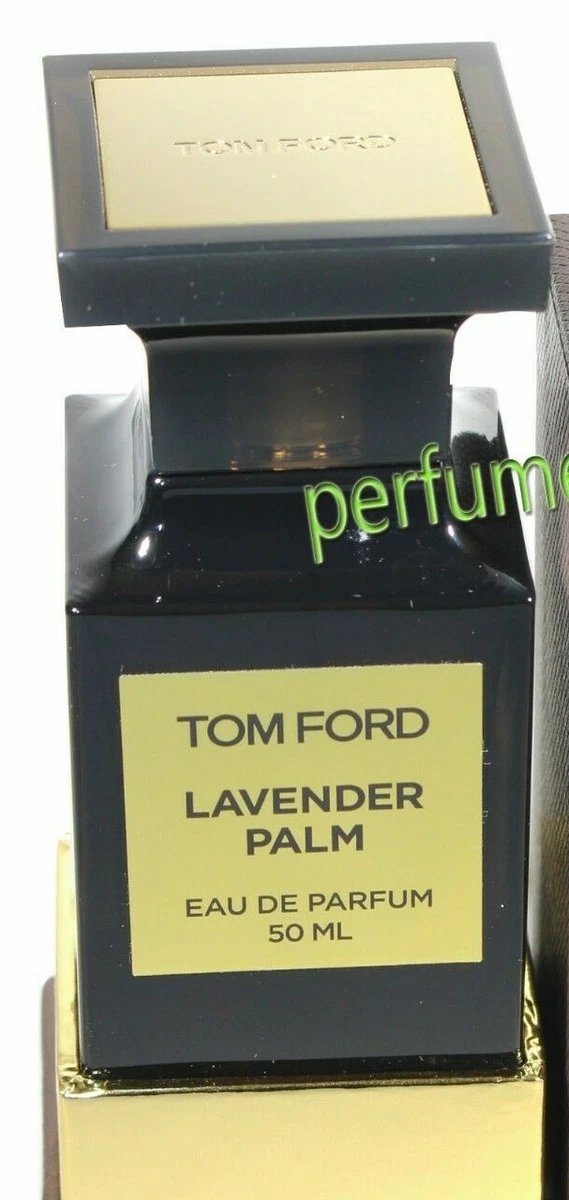 TOM FORD
perfume
TOM FORD
LAVENDER
PALM
EAU DE PARFUM
50 ML